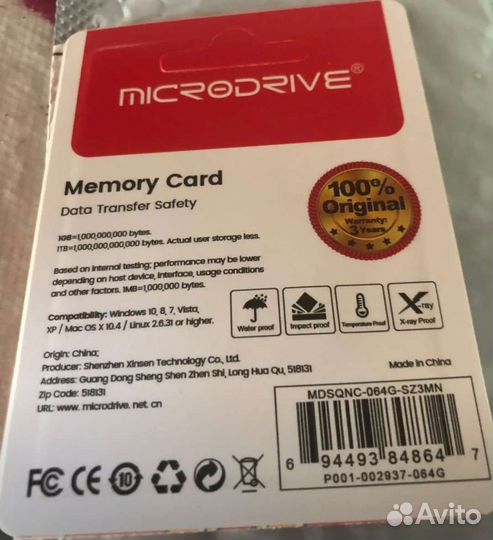 MICRODRIVE®
Memory Card
Data Transfer Safety
1GB=1,000,000,000 bytes.
1TB=1,000,000,000,000 bytes. Actual user storage less.
Based on internal testing; performance may be lower
depending on host device, interface, usage conditions
and other factors. 1MB=1,000,000 bytes.
100%
Original
Warranty:
3 Years
Compatibility: Windows 10, 8, 7, Vista,
XP / Mac OS X 10.4 / Linux 2.6.31 or higher.
Water proof
Impact proof
Temperature Proof
X-ray
X-ray Proof
Origin: China;
Producer: Shenzhen Xinsen Technology Co., Ltd.
Address: Guang Dong Sheng Shen Zhen Shi, Long Hua Qu, 518131
Zip Code: 518131
URL: www. microdrive. net. cn
Made in China
MDSQNC-064G-SZ3MN
6 94493 84864 7
P001-002937-064G
FC CE 10
Avito